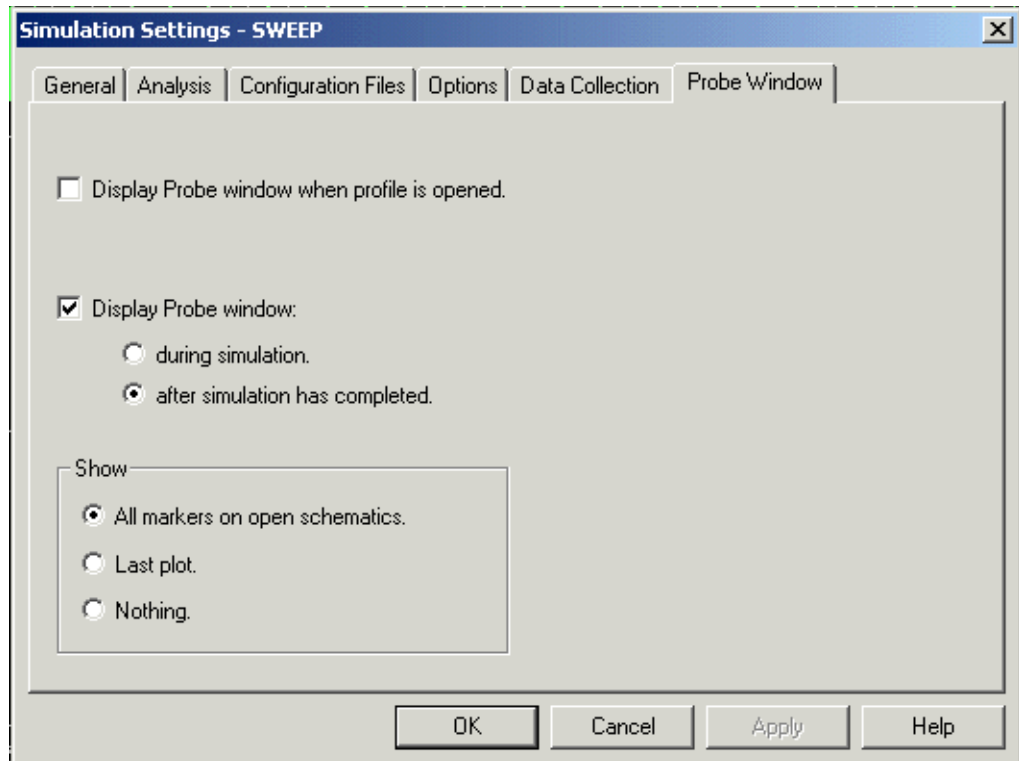 Simulation Settings - SWEEP
General Analysis Configuration Files Options Data Collection Probe Window
Display Probe window when profile is opened.
Display Probe window:
during simulation.
after simulation has completed.
Show
All markers on open schematics.
Last plot.
Nothing.
OK Cancel Apply Help